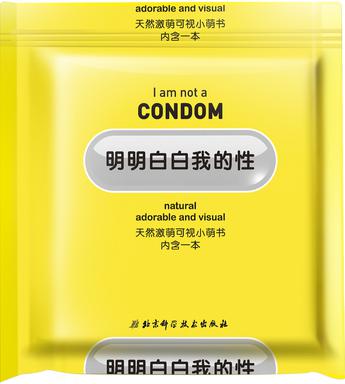 adorable and visual
天然激萌可视小萌书
内含一本
I am not a
CONDOM
明明白白我的性
natural
adorable and visual
天然激萌可视小萌书
内含一本
北京科学技术出版社
明明白白我的性